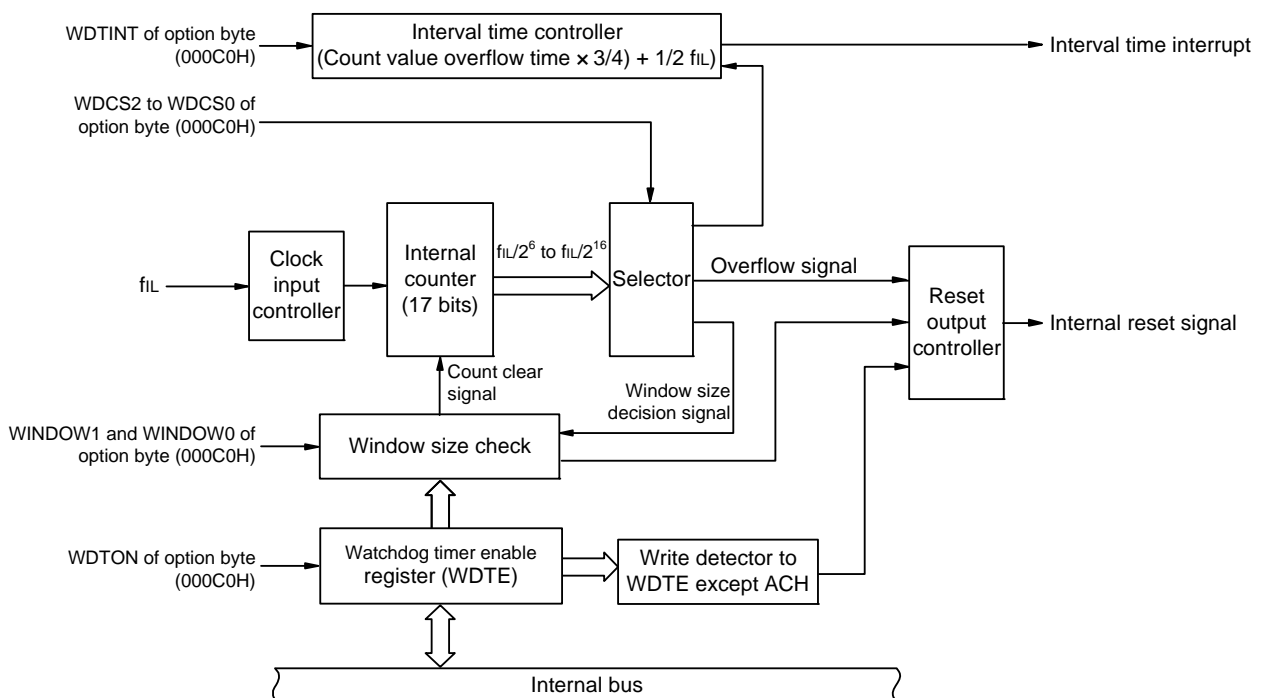 WDTINT of option byte
(000C0H)
Interval time controller
(Count value overflow time × 3/4) + 1/2 fIL)
Interval time interrupt
WDCS2 to WDCS0 of
option byte (000C0H)
fIL
Clock
input
controller
Internal
counter
(17 bits)
fIL/2⁶ to fIL/2¹⁶
Selector
Overflow signal
Reset
output
controller
Internal reset signal
Count clear
signal
Window size
decision signal
WINDOW1 and WINDOW0 of
option byte (000C0H)
Window size check
WDTON of option byte
(000C0H)
Watchdog timer enable
register (WDTE)
Write detector to
WDTE except ACH
Internal bus